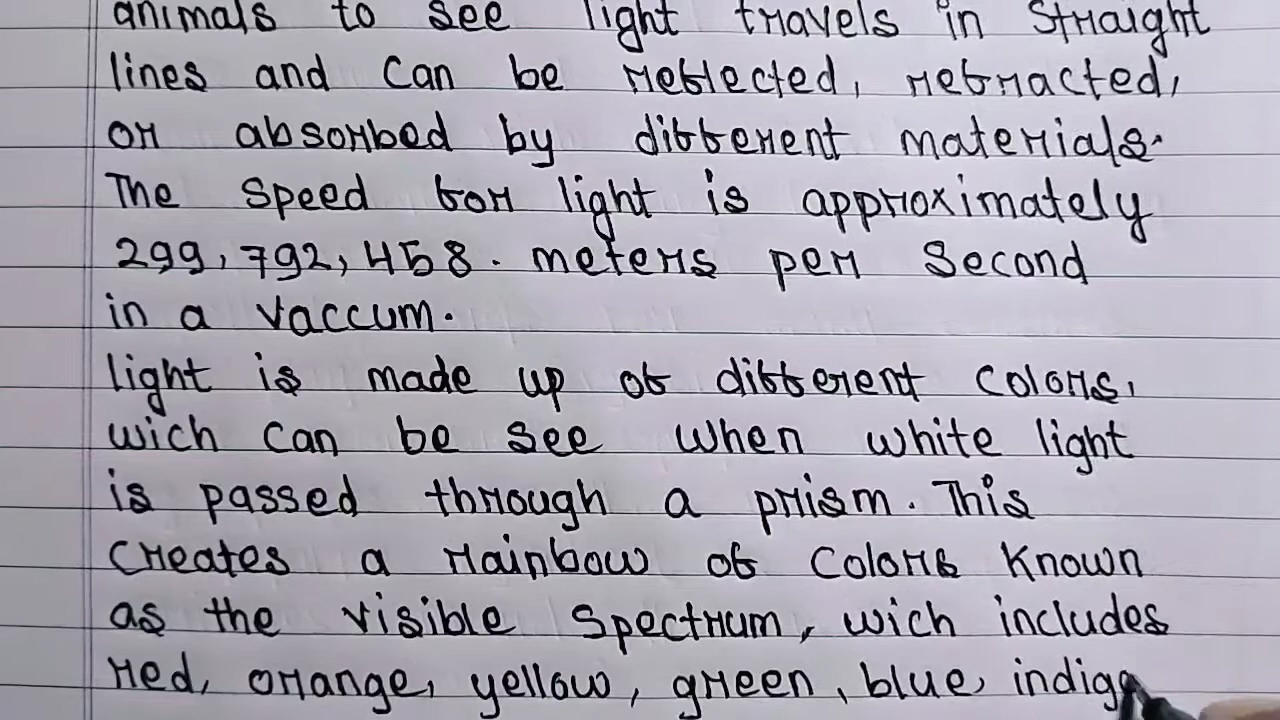 animals to see light travels in Straight
lines and can be reflected, refracted,
or absorbed by different materials.
The Speed for light is approximately
299,792,458. meters per Second
in a vaccum.
light is made up of different colors,
wich can be see when white light
is passed through a prism. This
creates a rainbow of colors known
as the visible Spectrum, wich includes
red, orange, yellow, green, blue, indigo